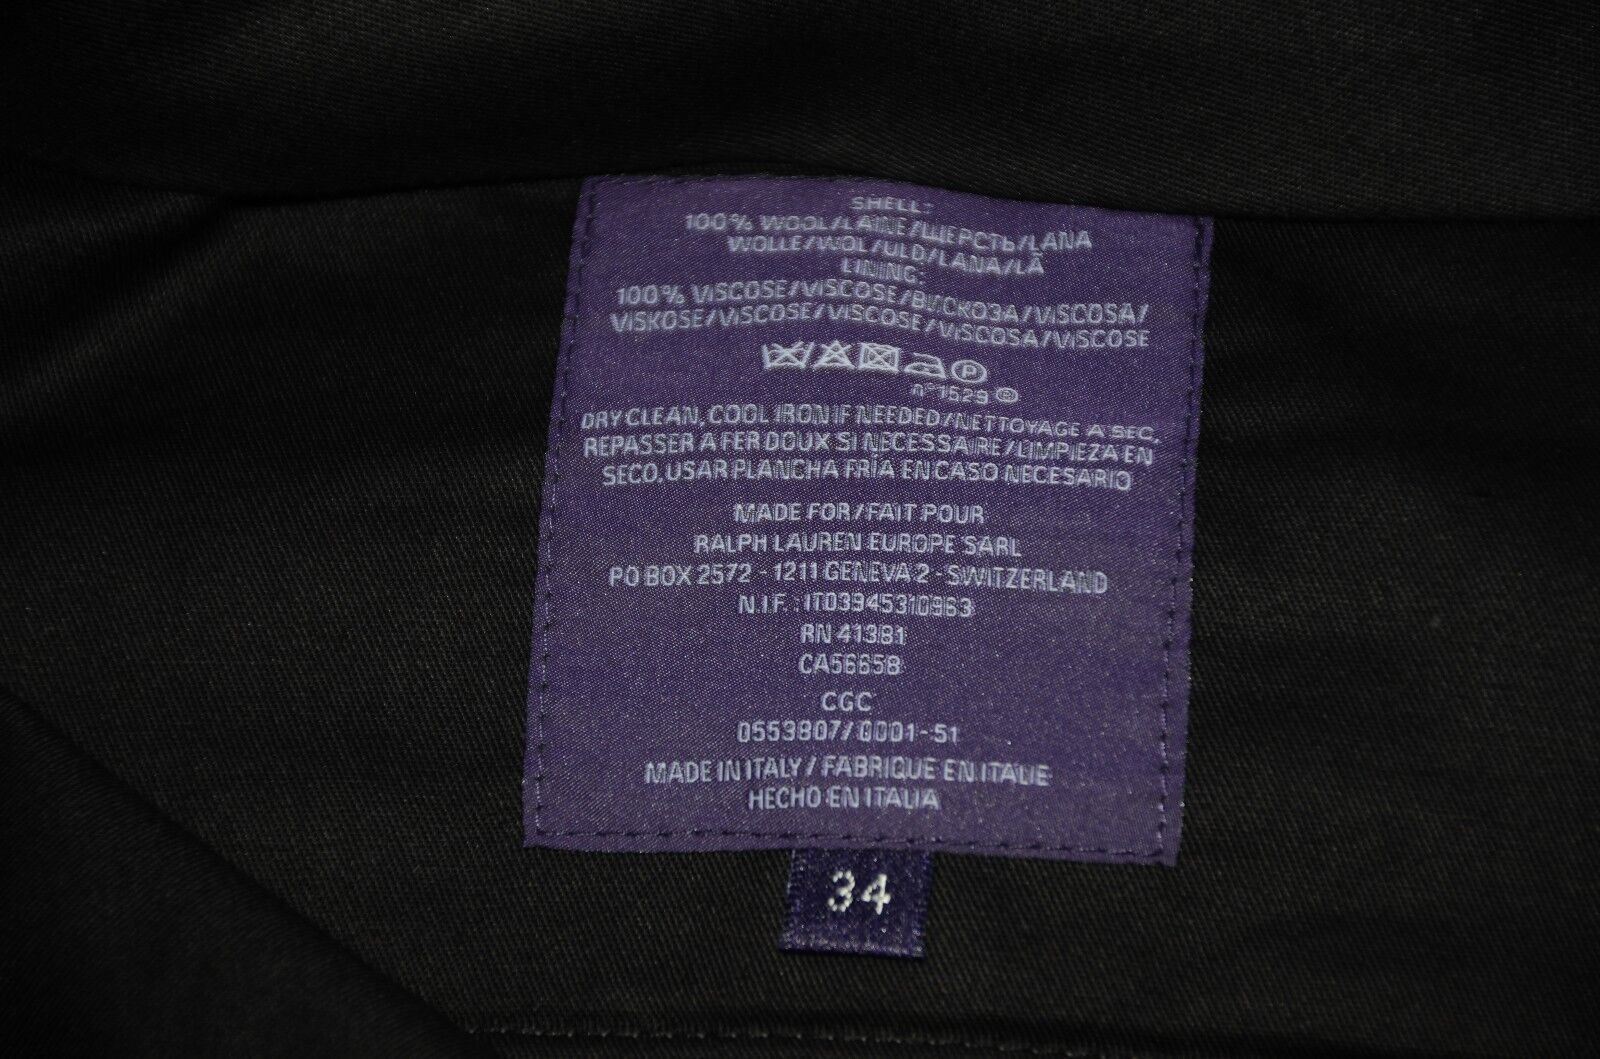 SHELL:
100% WOOL/LAINE/ШЕРСТЬ/LANA
WOLLE/WOL/ULD/LANA/LÃ
LINING:
100% VISCOSE/VISCOSE/ВИСКОЗА/VISCOSA/
VISKOSE/VISCOSE/VISCOSE/VISCOSA/VISCOSE
P
n°1529 ®
DRY CLEAN, COOL IRON IF NEEDED/NETTOYAGE A SEC,
REPASSER A FER DOUX SI NECESSAIRE/LIMPIEZA EN
SECO, USAR PLANCHA FRÍA EN CASO NECESARIO
MADE FOR/FAIT POUR
RALPH LAUREN EUROPE SARL
PO BOX 2572 - 1211 GENEVA 2 - SWITZERLAND
N.I.F. : IT03945310963
RN 41381
CA56658
CGC
0553807/0001-51
MADE IN ITALY / FABRIQUE EN ITALIE
HECHO EN ITALIA
34